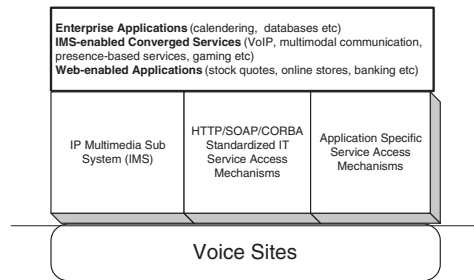 Enterprise Applications (calendering, databases etc)
IMS-enabled Converged Services (VoIP, multimodal communication,
presence-based services, gaming etc)
Web-enabled Applications (stock quotes, online stores, banking etc)
IP Multimedia Sub
System (IMS)
HTTP/SOAP/CORBA
Standardized IT
Service Access
Mechanisms
Application Specific
Service Access
Mechanisms
Voice Sites